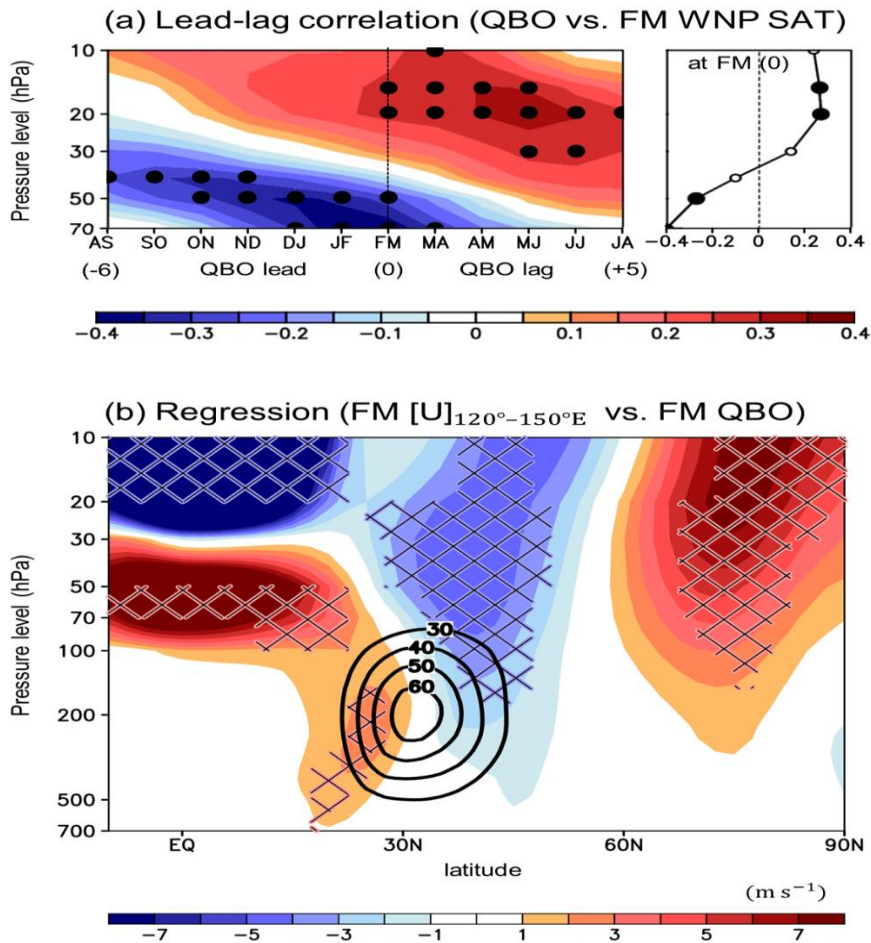 (a) Lead-lag correlation (QBO vs. FM WNP SAT)
Pressure level (hPa)
10
20
30
50
70
AS SO ON ND DJ JF FM MA AM MJ JJ JA
(-6) QBO lead (0) QBO lag (+5)
at FM (0)
-0.4 -0.2 0 0.2 0.4
-0.4 -0.3 -0.2 -0.1 0 0.1 0.2 0.3 0.4
(b) Regression (FM [U]120°–150°E vs. FM QBO)
Pressure level (hPa)
10
20
30
50
70
100
200
500
700
30
40
50
60
EQ 30N 60N 90N
latitude
(m s⁻¹)
-7 -5 -3 -1 1 3 5 7